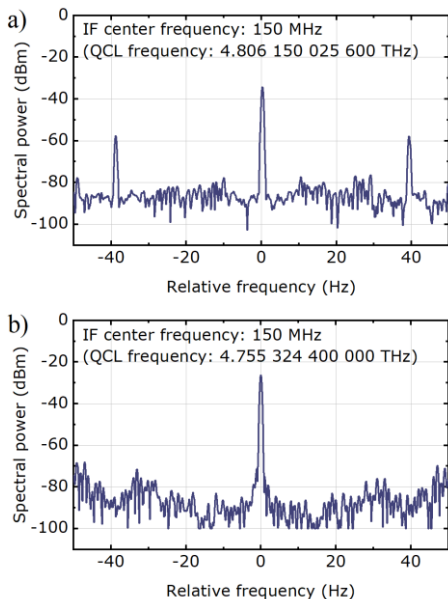 a)
0
IF center frequency: 150 MHz
(QCL frequency: 4.806 150 025 600 THz)
-20
-40
-60
-80
-100
Spectral power (dBm)
-40 -20 0 20 40
Relative frequency (Hz)
b)
0
IF center frequency: 150 MHz
(QCL frequency: 4.755 324 400 000 THz)
-20
-40
-60
-80
-100
Spectral power (dBm)
-40 -20 0 20 40
Relative frequency (Hz)